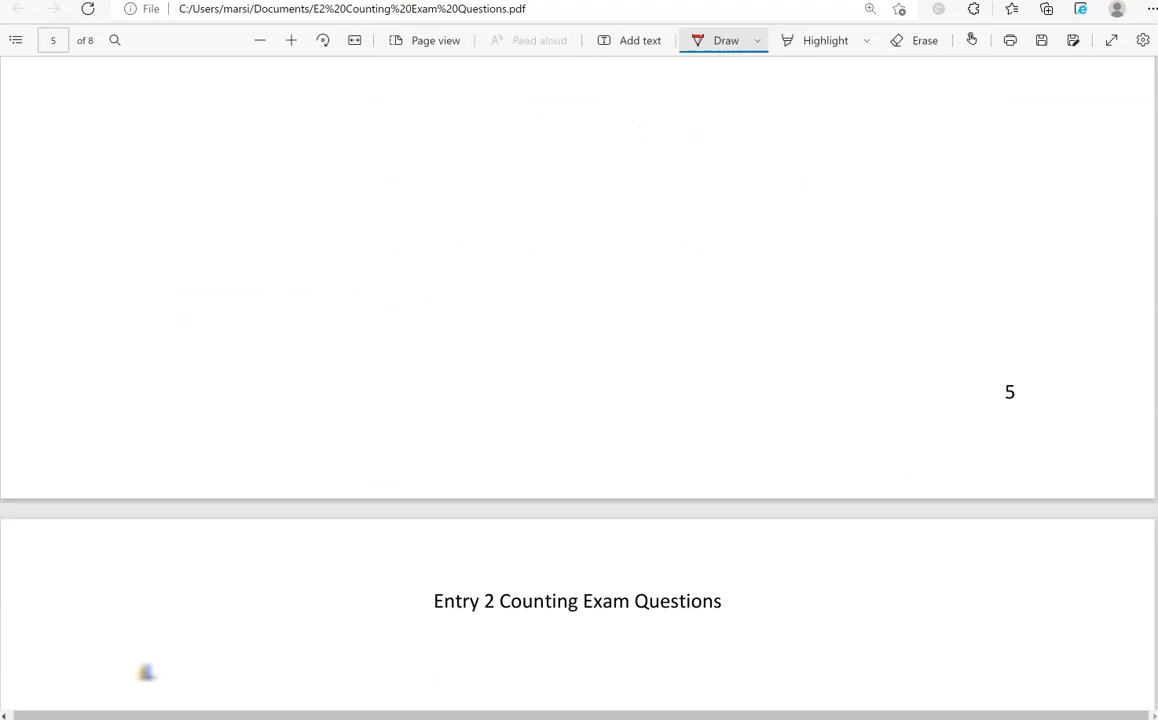 File | C:/Users/marsi/Documents/E2%20Counting%20Exam%20Questions.pdf
5 of 8 Page view Read aloud Add text Draw Highlight Erase
5
Entry 2 Counting Exam Questions